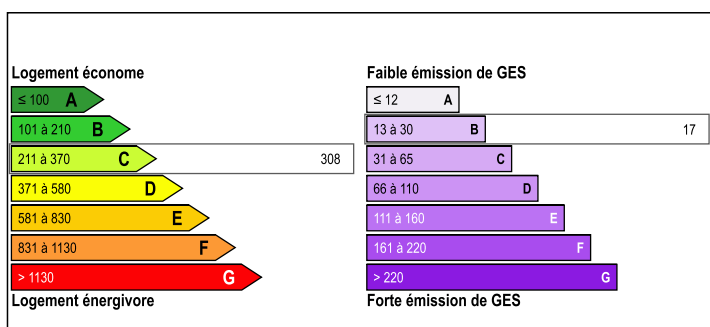 Logement économe
≤ 100 A
101 à 210 B
211 à 370 C 308
371 à 580 D
581 à 830 E
831 à 1130 F
> 1130 G
Logement énergivore
Faible émission de GES
≤ 12 A
13 à 30 B 17
31 à 65 C
66 à 110 D
111 à 160 E
161 à 220 F
> 220 G
Forte émission de GES